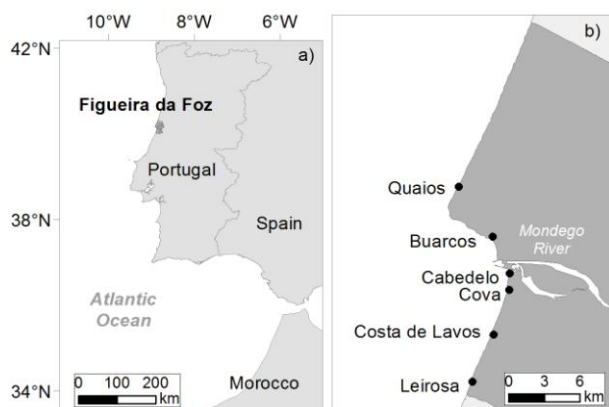 10°W 8°W 6°W
42°N
a)
Figueira da Foz
Portugal
38°N
Spain
Atlantic
Ocean
0 100 200
km
34°N
Morocco
b)
Quaios
Mondego
River
Buarcos
Cabedelo
Cova
Costa de Lavos
Leirosa
0 3 6
km